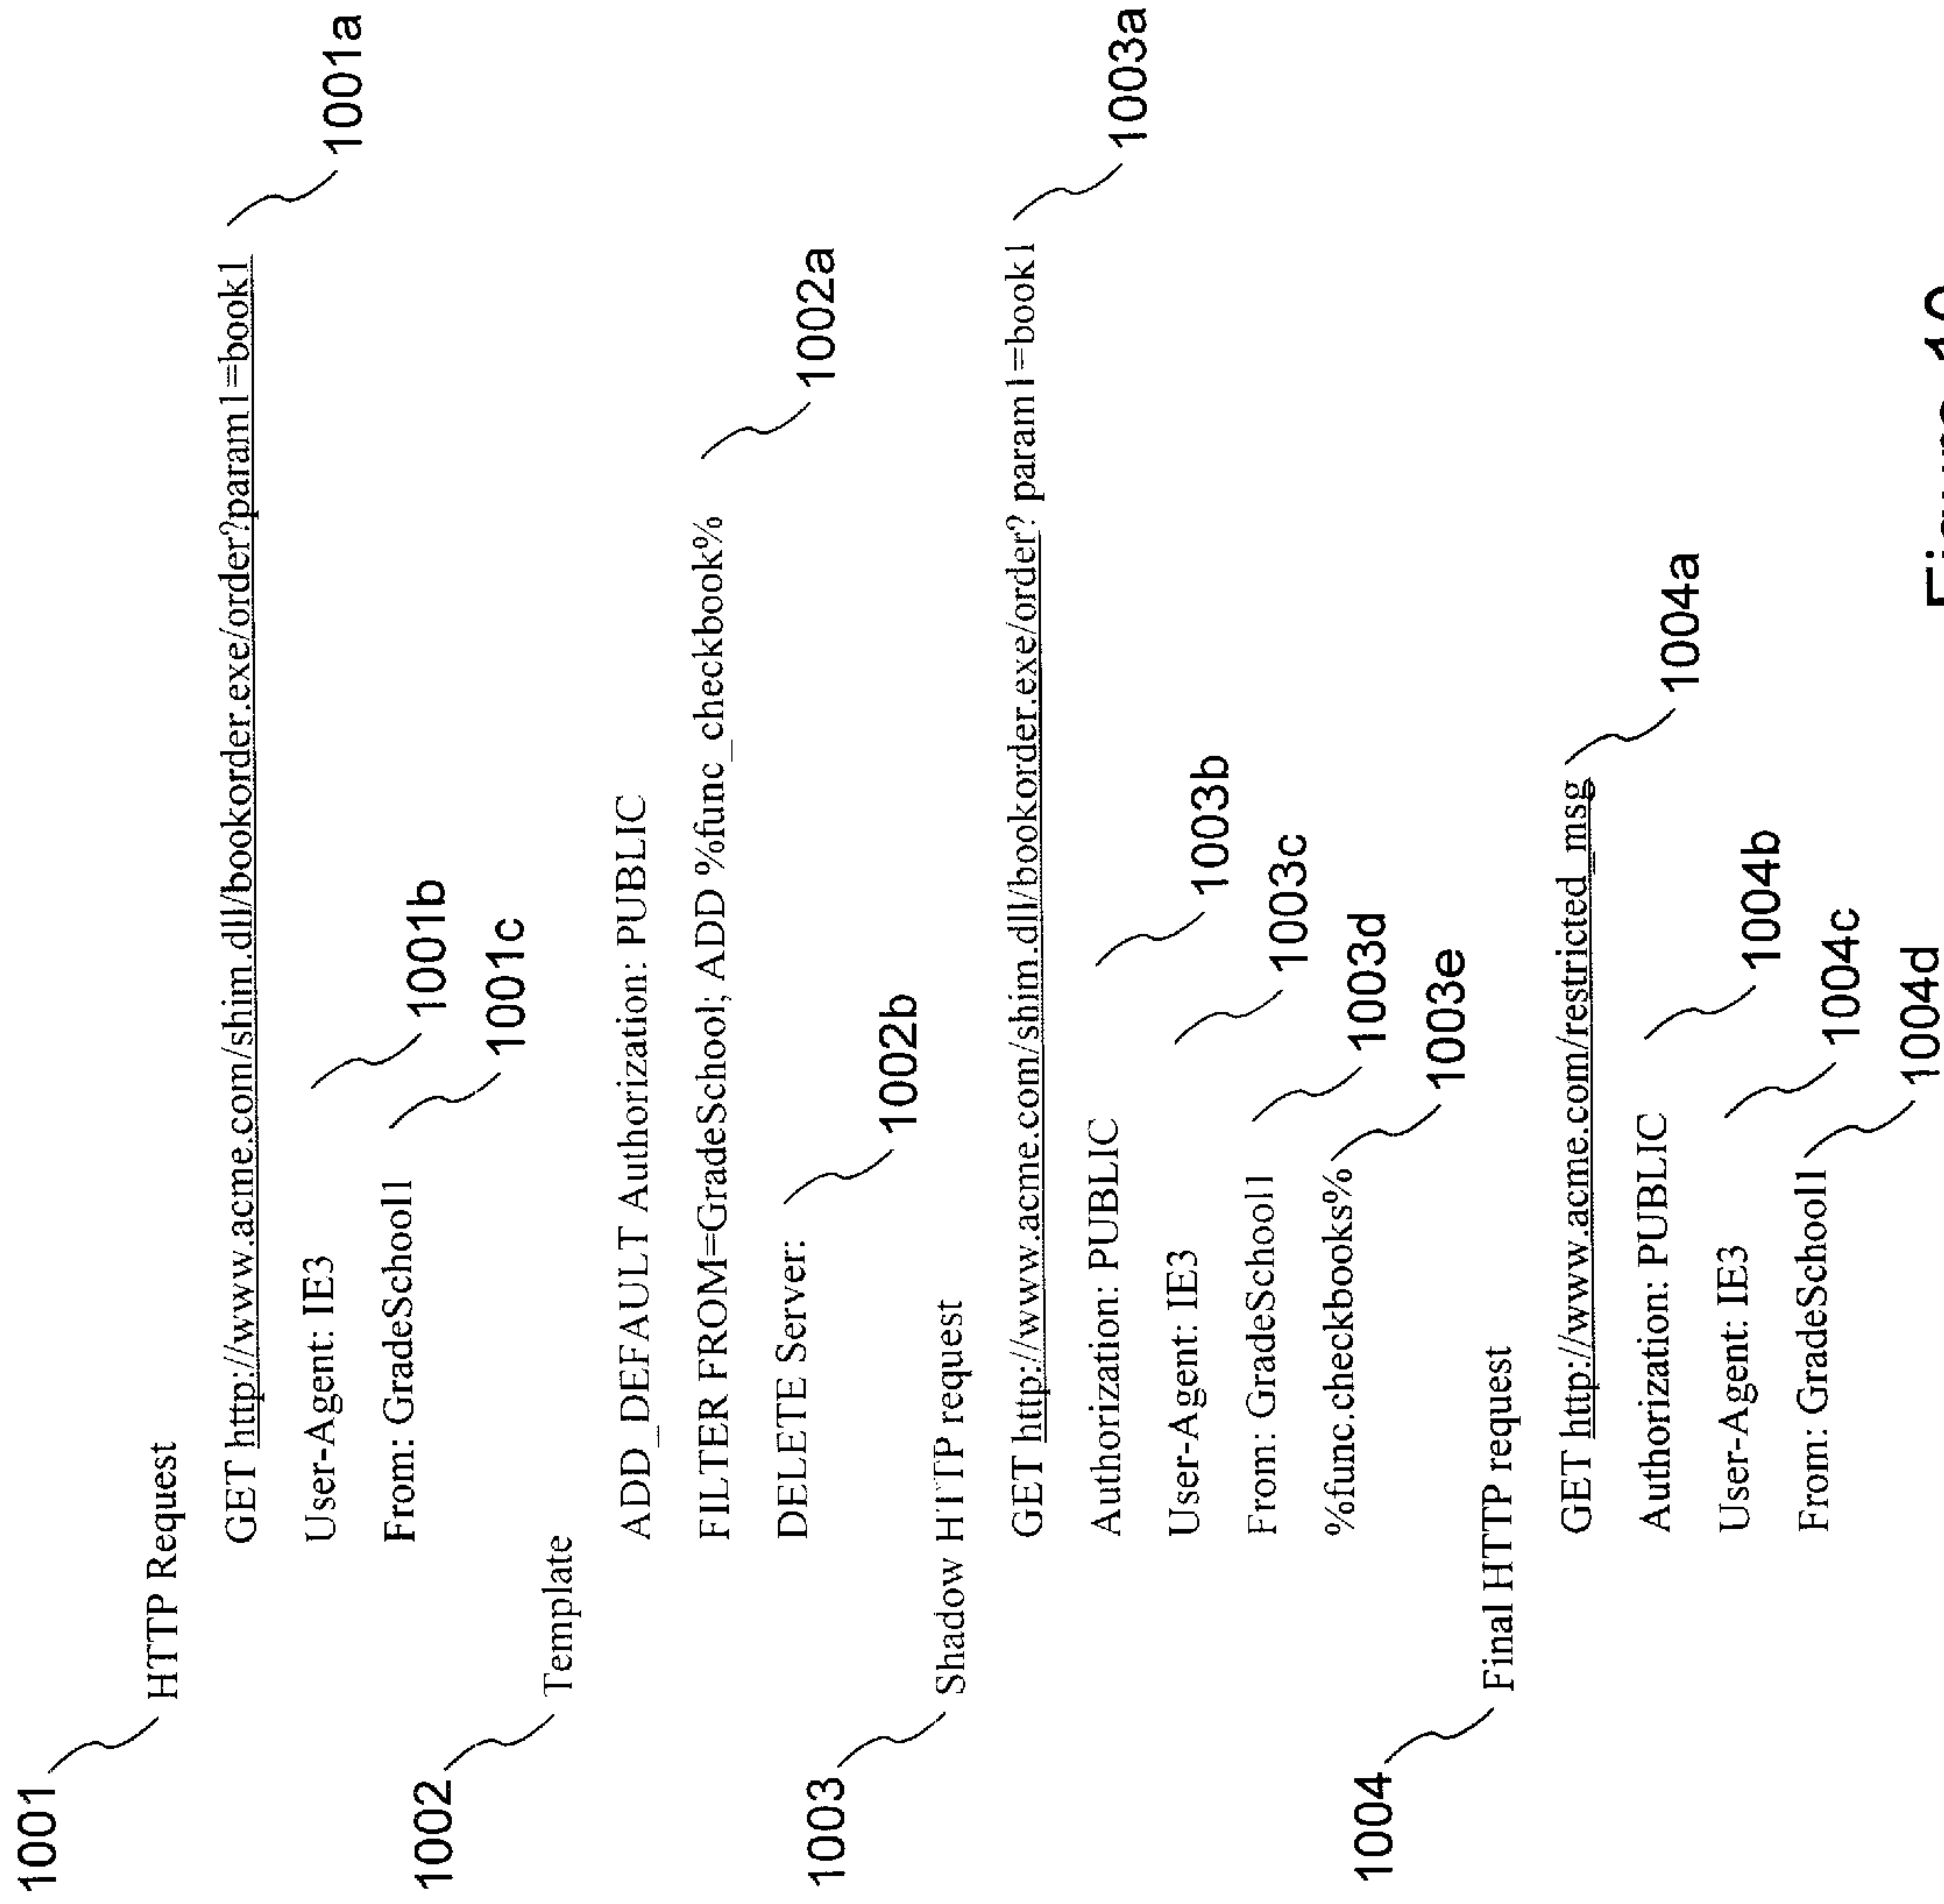 1001
HTTP Request
GET http://www.acme.com/shim.dll/bookorder.exe/order?param1=book1 1001a
User-Agent: IE3 1001b
From: GradeSchool1 1001c
1002
Template
ADD_DEFAULT Authorization: PUBLIC
FILTER FROM=GradeSchool; ADD %func_checkbook% 1002a
DELETE Server: 1002b
1003
Shadow HTTP request
GET http://www.acme.com/shim.dll/bookorder.exe/order? param1=book1 1003a
Authorization: PUBLIC 1003b
User-Agent: IE3 1003c
From: GradeSchool1 1003d
%func.checkbooks% 1003e
1004
Final HTTP request
GET http://www.acme.com/restricted_msg 1004a
Authorization: PUBLIC 1004b
User-Agent: IE3 1004c
From: GradeSchool1 1004d
Figure 10